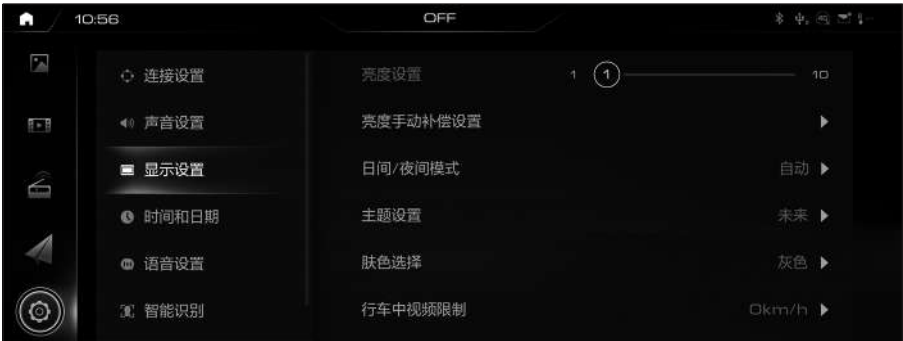 10:56
OFF
连接设置
声音设置
显示设置
时间和日期
语音设置
智能识别
亮度设置 1 1 10
亮度手动补偿设置
日间/夜间模式 自动
主题设置 未来
肤色选择 灰色
行车中视频限制 0km/h